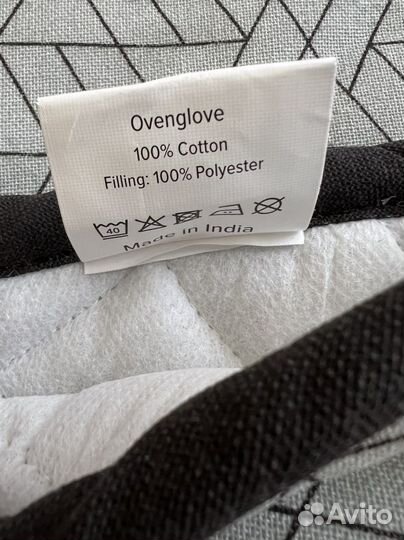 Ovenglove
100% Cotton
Filling: 100% Polyester
40
Made in India
Avito